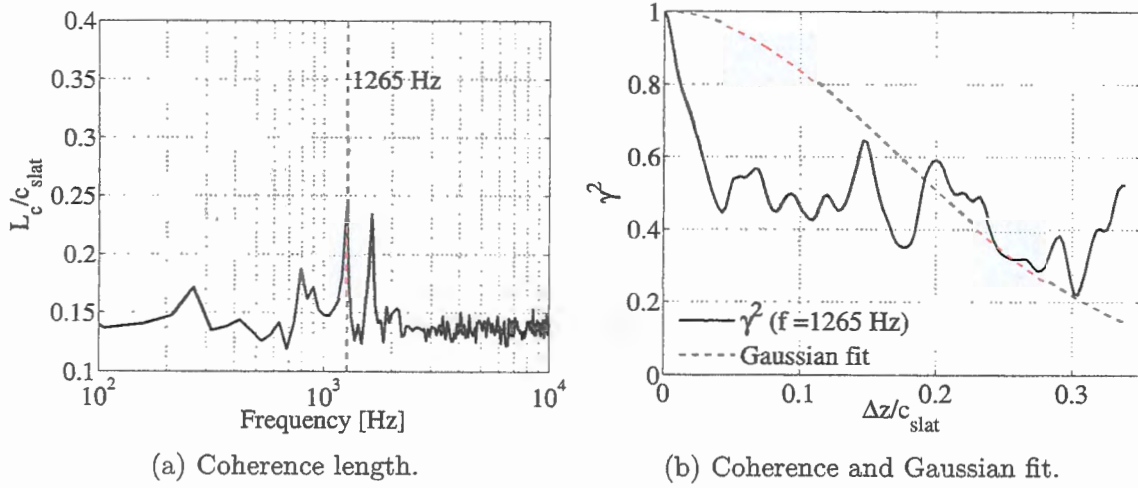 0.4
0.35
0.3
0.25
0.2
0.15
0.1
L_c/c_slat
1265 Hz
10^2
10^3
10^4
Frequency [Hz]
(a) Coherence length.
1
0.8
0.6
0.4
0.2
0
γ^2
γ^2 (f =1265 Hz)
Gaussian fit
0
0.1
0.2
0.3
Δz/c_slat
(b) Coherence and Gaussian fit.